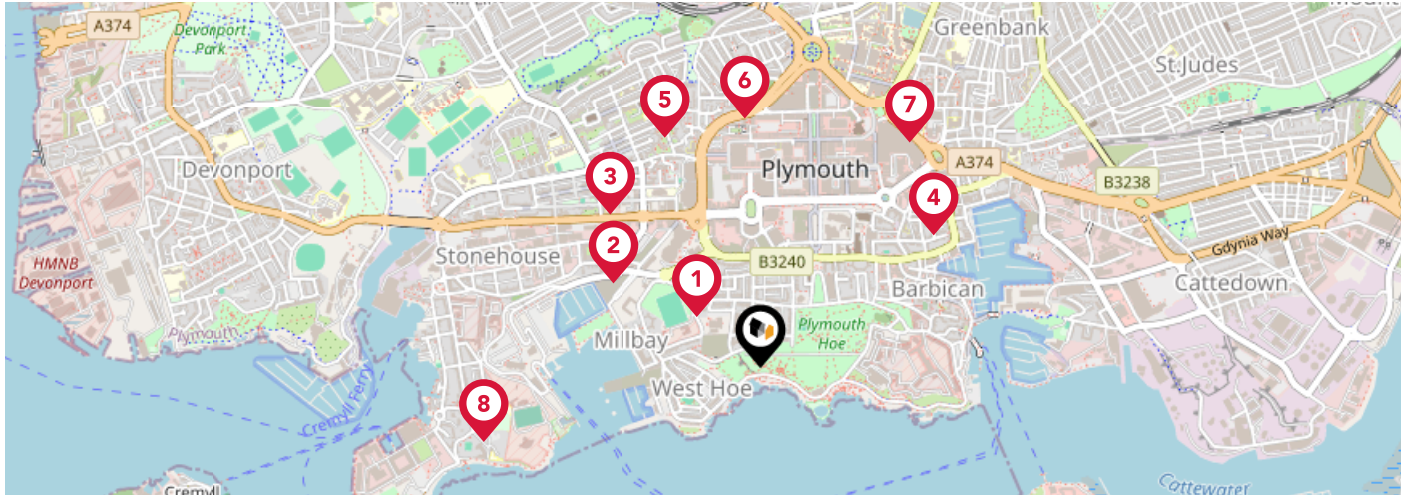 A374
Devonport
Park
Greenbank
St.Judes
6
5
7
Devonport
Plymouth
A374
3
B3238
4
2
Stonehouse
B3240
Gdynia Way
HMNB
Devonport
1
Barbican
Cattedown
Plymouth
Millbay
Plymouth
Hoe
West Hoe
8
Cremyll Ferry
Cremyll
Cattewater